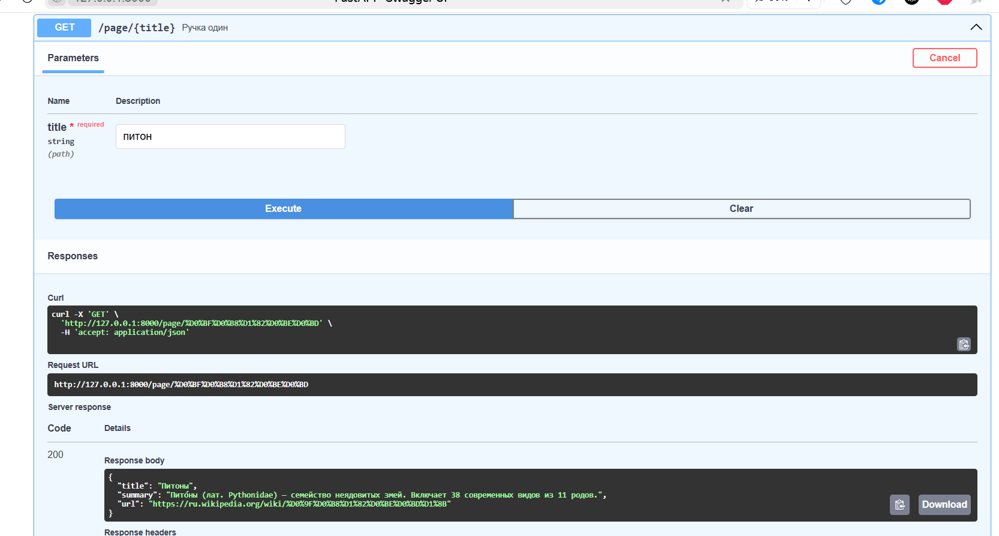 GET /page/{title} Ручка один
Parameters
Cancel
Name Description
title * required
string
(path)
питон
Execute
Clear
Responses
Curl
curl -X 'GET' \
'http://127.0.0.1:8000/page/%D0%BF%D0%B8%D1%82%D0%BE%D0%BD' \
-H 'accept: application/json'
Request URL
http://127.0.0.1:8000/page/%D0%BF%D0%B8%D1%82%D0%BE%D0%BD
Server response
Code Details
200
Response body
{
"title": "Питоны",
"summary": "Пито́ны (лат. Pythonidae) — семейство неядовитых змей. Включает 38 современных видов из 11 родов.",
"url": "https://ru.wikipedia.org/wiki/%D0%9F%D0%B8%D1%82%D0%BE%D0%BD%D1%8B"
}
Download
Response headers